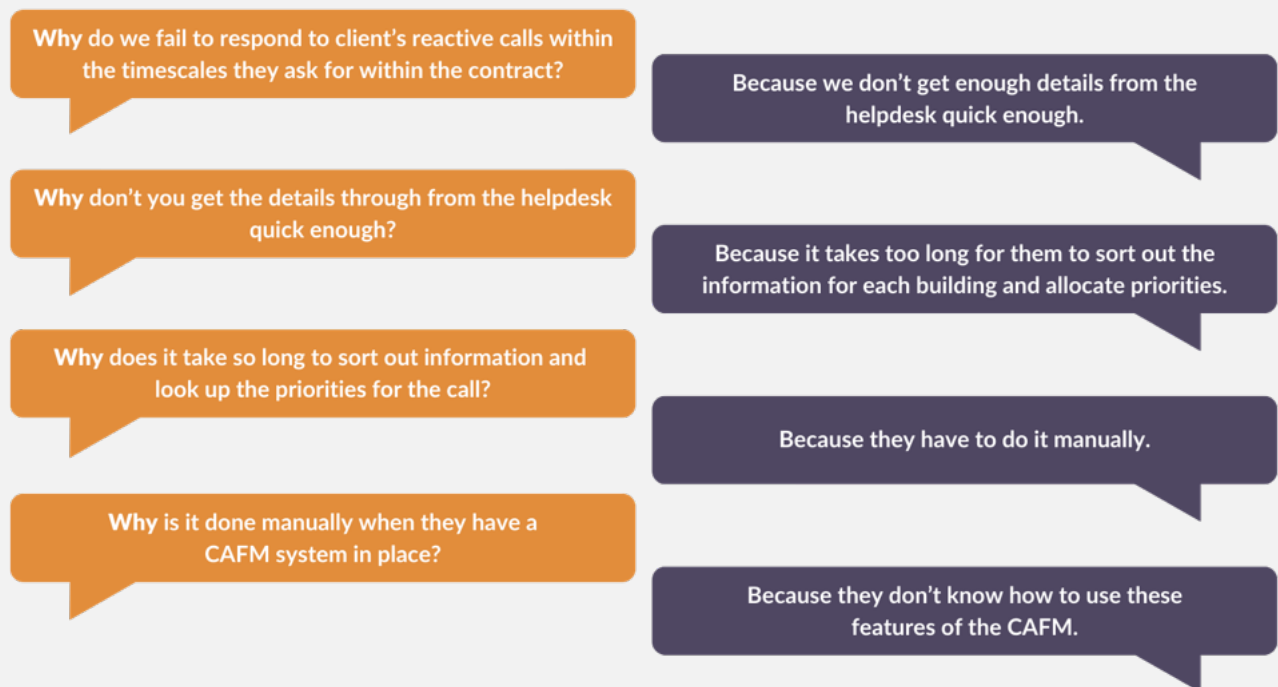 Why do we fail to respond to client’s reactive calls within
the timescales they ask for within the contract?
Because we don’t get enough details from the
helpdesk quick enough.
Why don’t you get the details through from the helpdesk
quick enough?
Because it takes too long for them to sort out the
information for each building and allocate priorities.
Why does it take so long to sort out information and
look up the priorities for the call?
Because they have to do it manually.
Why is it done manually when they have a
CAFM system in place?
Because they don’t know how to use these
features of the CAFM.